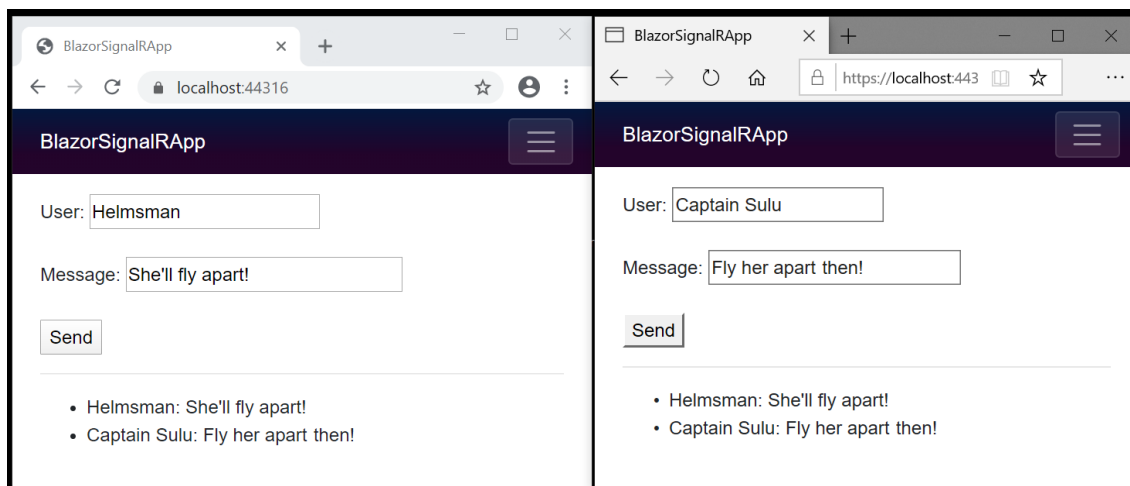 BlazorSignalRApp
localhost:44316
BlazorSignalRApp
User: Helmsman
Message: She'll fly apart!
Send
• Helmsman: She'll fly apart!
• Captain Sulu: Fly her apart then!
BlazorSignalRApp
https://localhost:443
BlazorSignalRApp
User: Captain Sulu
Message: Fly her apart then!
Send
• Helmsman: She'll fly apart!
• Captain Sulu: Fly her apart then!